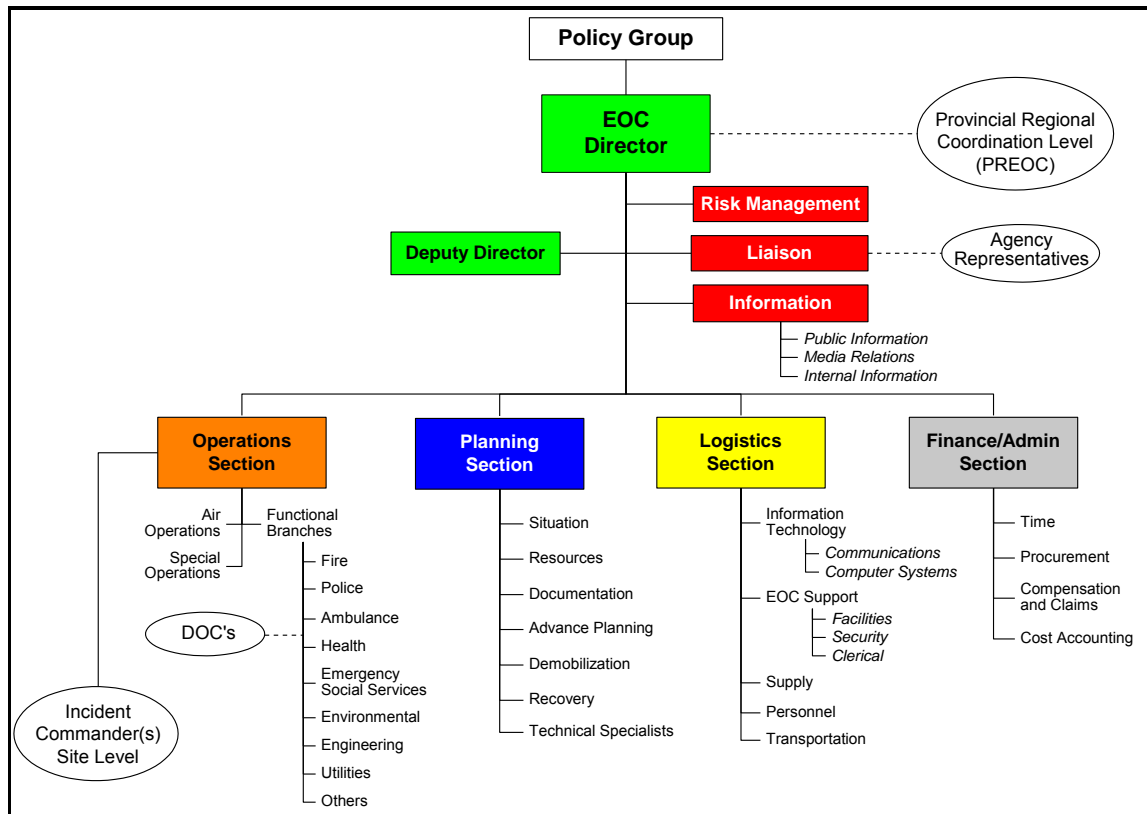 Policy Group
EOC
Director
Provincial Regional
Coordination Level
(PREOC)
Risk Management
Deputy Director
Liaison
Agency
Representatives
Information
Public Information
Media Relations
Internal Information
Operations
Section
Planning
Section
Logistics
Section
Finance/Admin
Section
Air
Operations
Functional
Branches
Special
Operations
Fire
Police
Ambulance
Health
Emergency
Social Services
Environmental
Engineering
Utilities
Others
DOC's
Incident
Commander(s)
Site Level
Situation
Resources
Documentation
Advance Planning
Demobilization
Recovery
Technical Specialists
Information
Technology
Communications
Computer Systems
EOC Support
Facilities
Security
Clerical
Supply
Personnel
Transportation
Time
Procurement
Compensation
and Claims
Cost Accounting